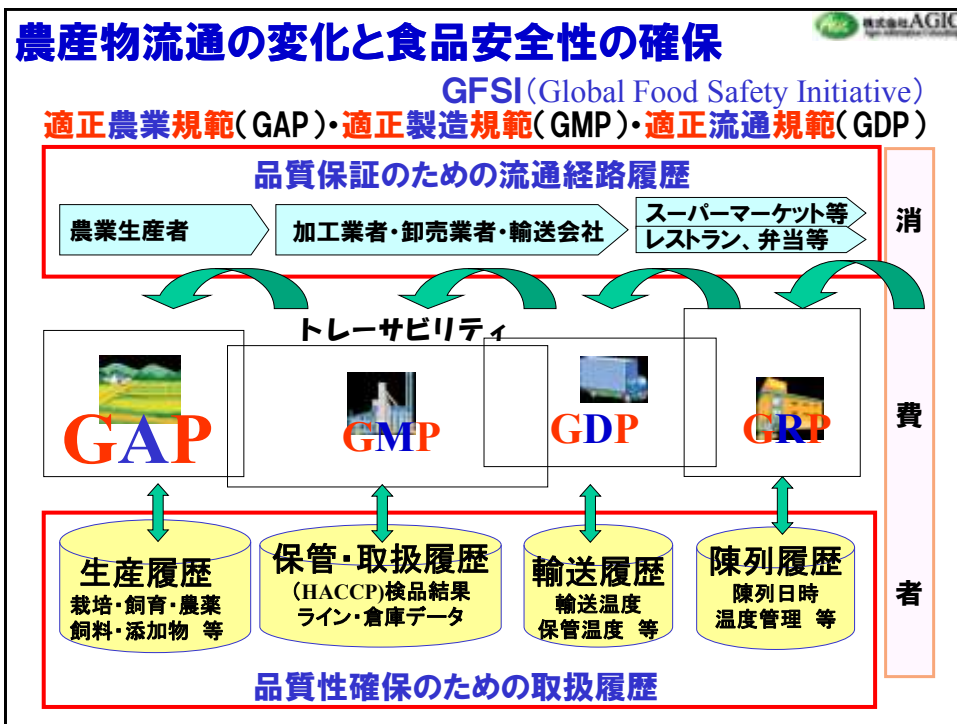 農産物流通の変化と食品安全性の確保
株式会社AGIC
GFSI(Global Food Safety Initiative)
適正農業規範(GAP)・適正製造規範(GMP)・適正流通規範(GDP)
品質保証のための流通経路履歴
農業生産者
加工業者・卸売業者・輸送会社
スーパーマーケット等
レストラン、弁当等
消費者
トレーサビリティ
GAP
GMP
GDP
GRP
生産履歴
栽培・飼育・農薬
飼料・添加物 等
保管・取扱履歴
(HACCP)検品結果
ライン・倉庫データ
輸送履歴
輸送温度
保管温度 等
陳列履歴
陳列日時
温度管理 等
品質性確保のための取扱履歴